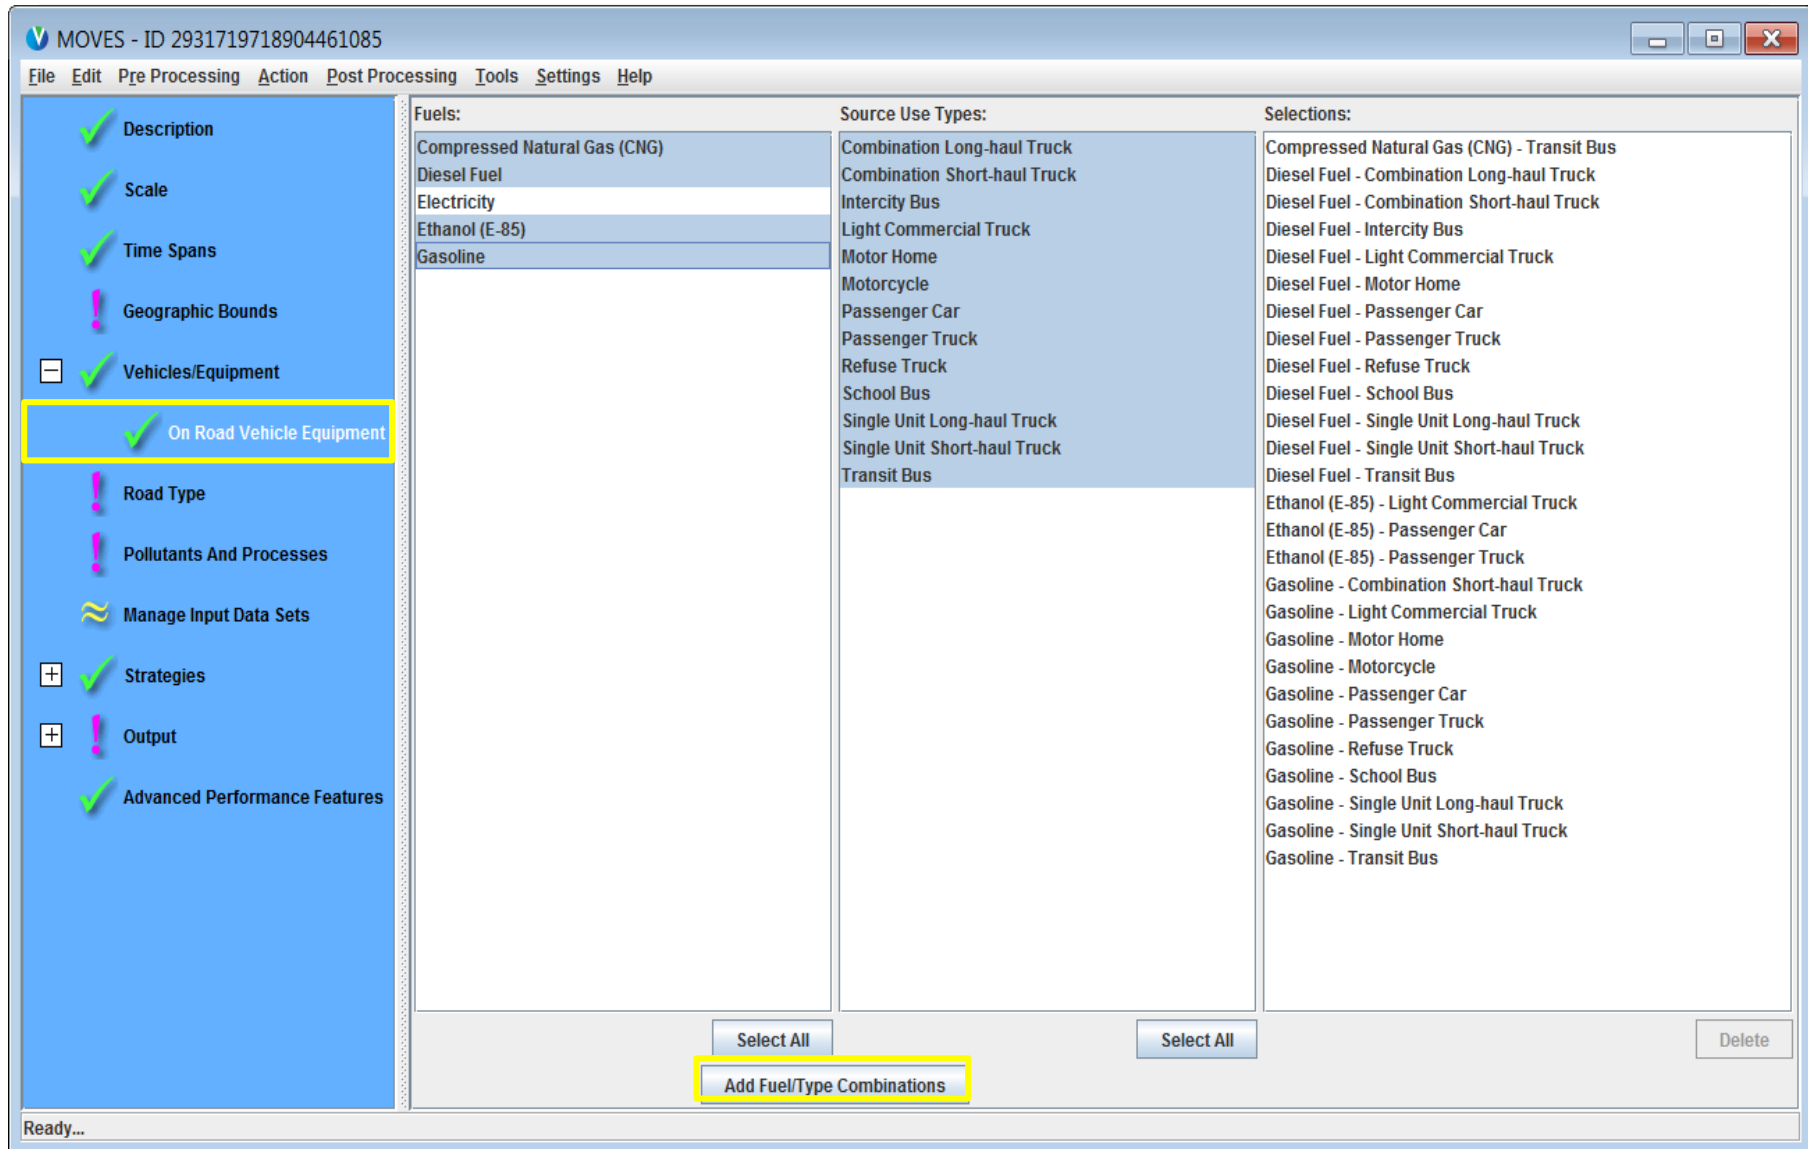 MOVES - ID 2931719718904461085
File Edit Pre Processing Action Post Processing Tools Settings Help
Description
Scale
Time Spans
Geographic Bounds
Vehicles/Equipment
On Road Vehicle Equipment
Road Type
Pollutants And Processes
Manage Input Data Sets
Strategies
Output
Advanced Performance Features
Fuels:
Compressed Natural Gas (CNG)
Diesel Fuel
Electricity
Ethanol (E-85)
Gasoline
Select All
Source Use Types:
Combination Long-haul Truck
Combination Short-haul Truck
Intercity Bus
Light Commercial Truck
Motor Home
Motorcycle
Passenger Car
Passenger Truck
Refuse Truck
School Bus
Single Unit Long-haul Truck
Single Unit Short-haul Truck
Transit Bus
Select All
Selections:
Compressed Natural Gas (CNG) - Transit Bus
Diesel Fuel - Combination Long-haul Truck
Diesel Fuel - Combination Short-haul Truck
Diesel Fuel - Intercity Bus
Diesel Fuel - Light Commercial Truck
Diesel Fuel - Motor Home
Diesel Fuel - Passenger Car
Diesel Fuel - Passenger Truck
Diesel Fuel - Refuse Truck
Diesel Fuel - School Bus
Diesel Fuel - Single Unit Long-haul Truck
Diesel Fuel - Single Unit Short-haul Truck
Diesel Fuel - Transit Bus
Ethanol (E-85) - Light Commercial Truck
Ethanol (E-85) - Passenger Car
Ethanol (E-85) - Passenger Truck
Gasoline - Combination Short-haul Truck
Gasoline - Light Commercial Truck
Gasoline - Motor Home
Gasoline - Motorcycle
Gasoline - Passenger Car
Gasoline - Passenger Truck
Gasoline - Refuse Truck
Gasoline - School Bus
Gasoline - Single Unit Long-haul Truck
Gasoline - Single Unit Short-haul Truck
Gasoline - Transit Bus
Delete
Add Fuel/Type Combinations
Ready...